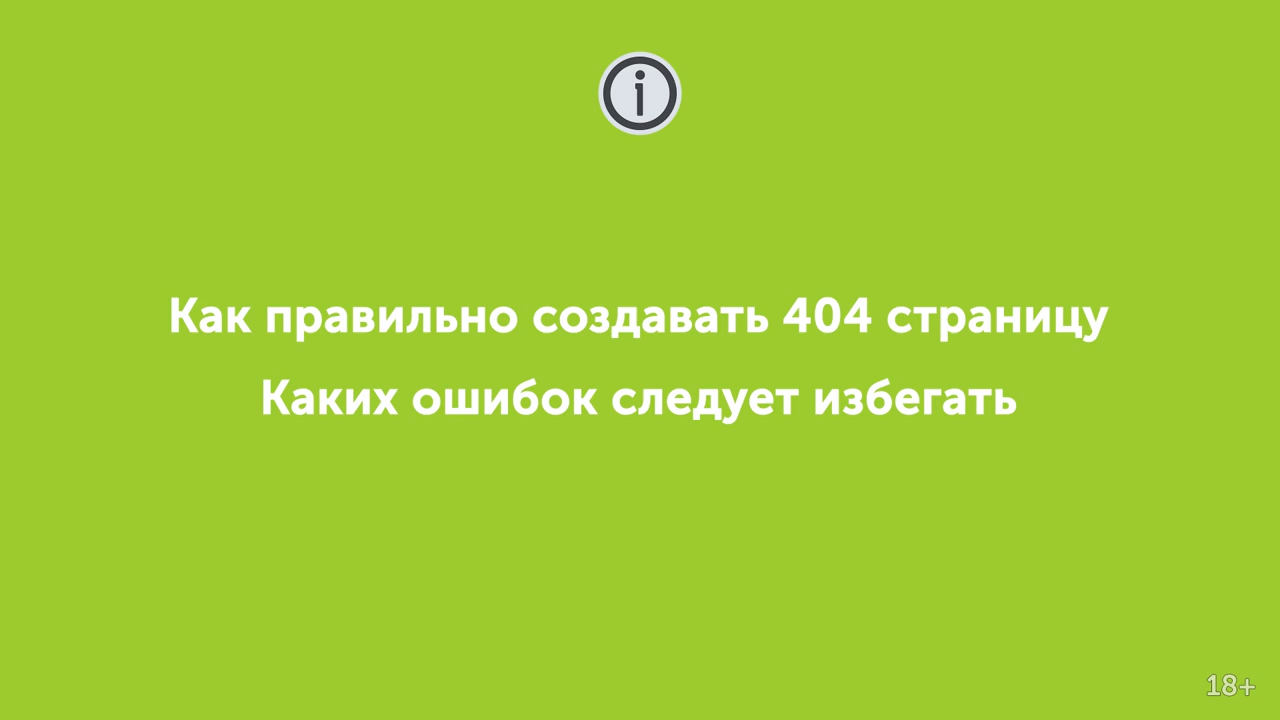 Как правильно создавать 404 страницу
Каких ошибок следует избегать
18+